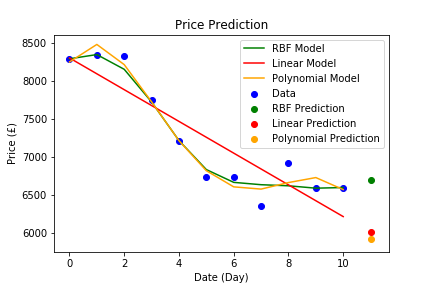 Price Prediction
8500
8000
7500
7000
6500
6000
Price (£)
RBF Model
Linear Model
Polynomial Model
Data
RBF Prediction
Linear Prediction
Polynomial Prediction
0 2 4 6 8 10
Date (Day)